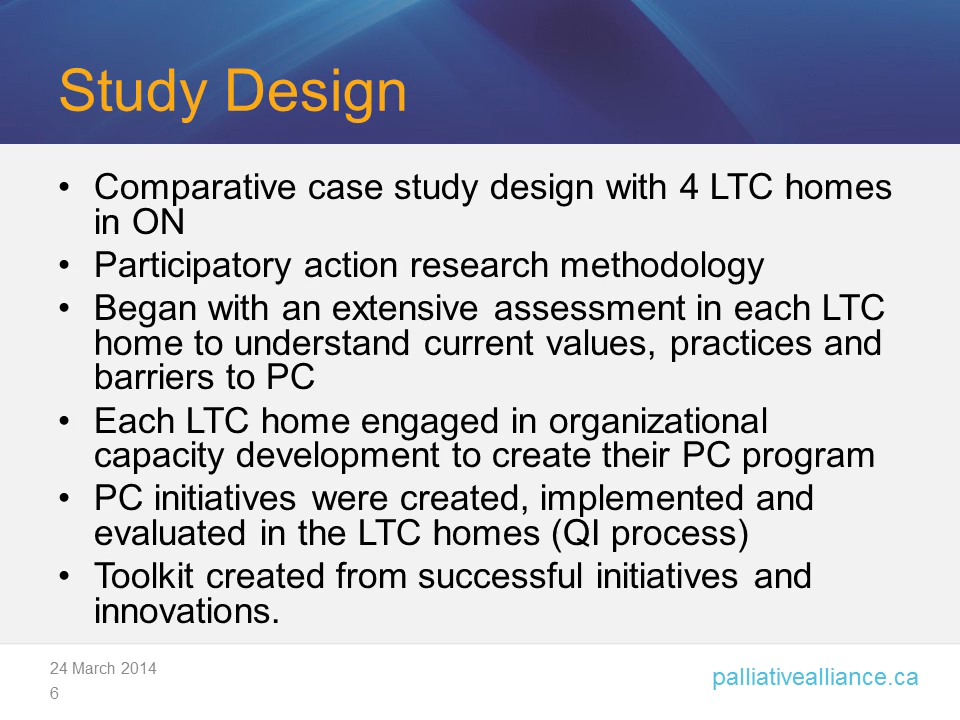 Study Design
• Comparative case study design with 4 LTC homes
in ON
• Participatory action research methodology
• Began with an extensive assessment in each LTC
home to understand current values, practices and
barriers to PC
• Each LTC home engaged in organizational
capacity development to create their PC program
• PC initiatives were created, implemented and
evaluated in the LTC homes (QI process)
• Toolkit created from successful initiatives and
innovations.
24 March 2014
6
palliativealliance.ca